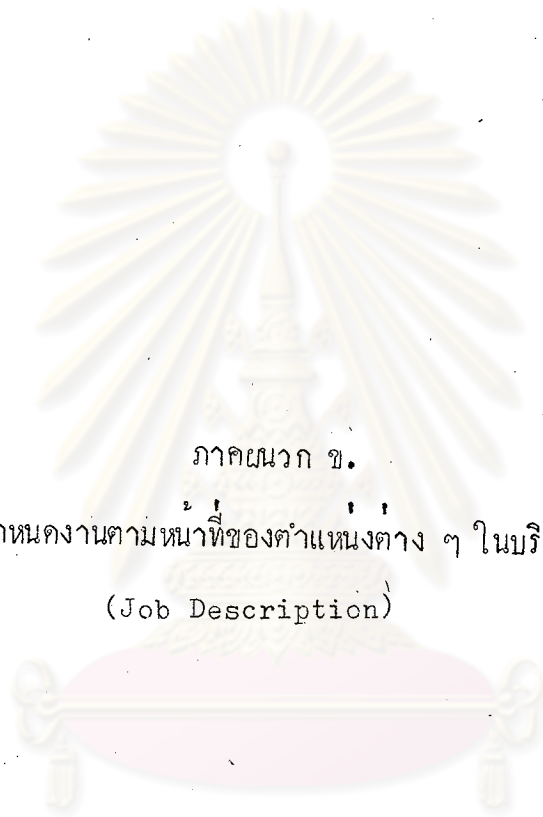 ภาคผนวก ข.
าหนดงานตามหน้าที่ของตำแหน่งต่าง ๆ ในบริ
(Job Description)